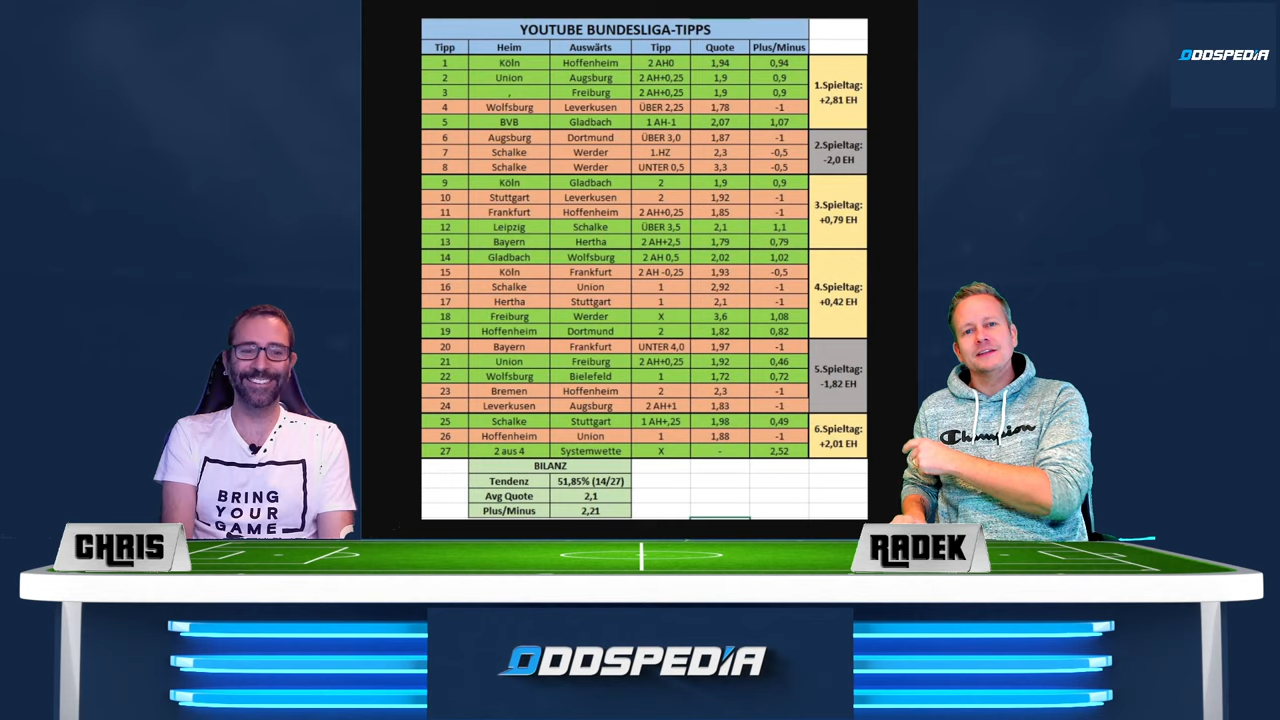 YOUTUBE BUNDESLIGA-TIPPS
Tipp Heim Auswärts Tipp Quote Plus/Minus
1 Köln Hoffenheim 2 AH0 1,94 0,94
2 Union Augsburg 2 AH+0,25 1,9 0,9
3 , Freiburg 2 AH+0,25 1,9 0,9
4 Wolfsburg Leverkusen ÜBER 2,25 1,78 -1
5 BVB Gladbach 1 AH-1 2,07 1,07
1.Spieltag:
+2,81 EH
6 Augsburg Dortmund ÜBER 3,0 1,87 -1
7 Schalke Werder 1.HZ 2,3 -0,5
8 Schalke Werder UNTER 0,5 3,3 -0,5
2.Spieltag:
-2,0 EH
9 Köln Gladbach 2 1,9 0,9
10 Stuttgart Leverkusen 2 1,92 -1
11 Frankfurt Hoffenheim 2 AH+0,25 1,85 -1
12 Leipzig Schalke ÜBER 3,5 2,1 1,1
13 Bayern Hertha 2 AH+2,5 1,79 0,79
3.Spieltag:
+0,79 EH
14 Gladbach Wolfsburg 2 AH 0,5 2,02 1,02
15 Köln Frankfurt 2 AH -0,25 1,93 -0,5
16 Schalke Union 1 2,92 -1
17 Hertha Stuttgart 1 2,1 -1
18 Freiburg Werder X 3,6 1,08
19 Hoffenheim Dortmund 2 1,82 0,82
4.Spieltag:
+0,42 EH
20 Bayern Frankfurt UNTER 4,0 1,97 -1
21 Union Freiburg 2 AH+0,25 1,92 0,46
22 Wolfsburg Bielefeld 1 1,72 0,72
23 Bremen Hoffenheim 2 2,3 -1
24 Leverkusen Augsburg 2 AH+1 1,83 -1
5.Spieltag:
-1,82 EH
25 Schalke Stuttgart 1 AH+,25 1,98 0,49
26 Hoffenheim Union 1 1,88 -1
27 2 aus 4 Systemwette X - 2,52
6.Spieltag:
+2,01 EH
BILANZ
Tendenz 51,85% (14/27)
Avg Quote 2,1
Plus/Minus 2,21
ODDSPEDIA
Champion
BRING
YOUR
GAME
CHRIS
RADEK
ODDSPEDIA